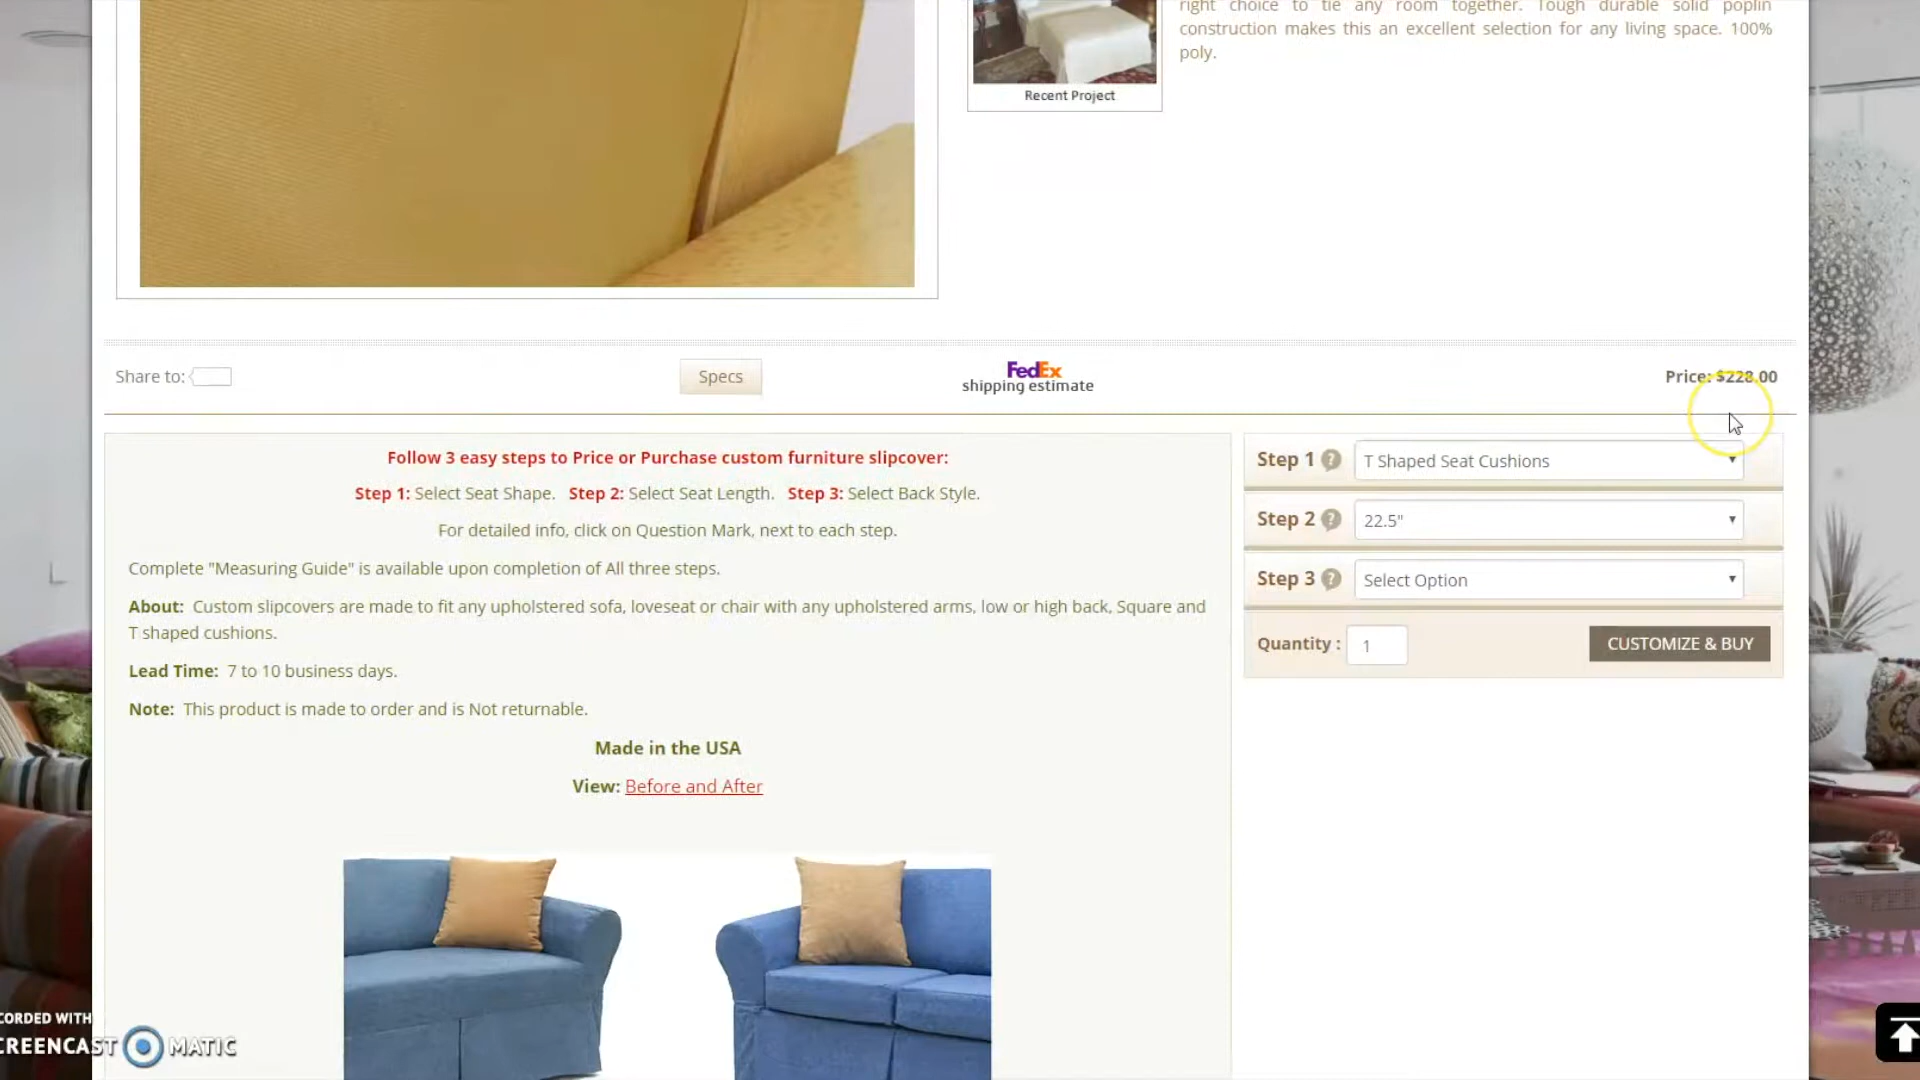 right choice to tie any room together. Tough durable solid poplin
construction makes this an excellent selection for any living space. 100%
poly.
Recent Project
Share to:
Specs
FedEx
shipping estimate
Price: $228.00
Follow 3 easy steps to Price or Purchase custom furniture slipcover:
Step 1: Select Seat Shape. Step 2: Select Seat Length. Step 3: Select Back Style.
For detailed info, click on Question Mark, next to each step.
Complete "Measuring Guide" is available upon completion of All three steps.
About: Custom slipcovers are made to fit any upholstered sofa, loveseat or chair with any upholstered arms, low or high back, Square and
T shaped cushions.
Lead Time: 7 to 10 business days.
Note: This product is made to order and is Not returnable.
Made in the USA
View: Before and After
Step 1 ? T Shaped Seat Cushions
Step 2 ? 22.5"
Step 3 ? Select Option
Quantity : 1
CUSTOMIZE & BUY
CORDED WITH
CREENCAST MATIC